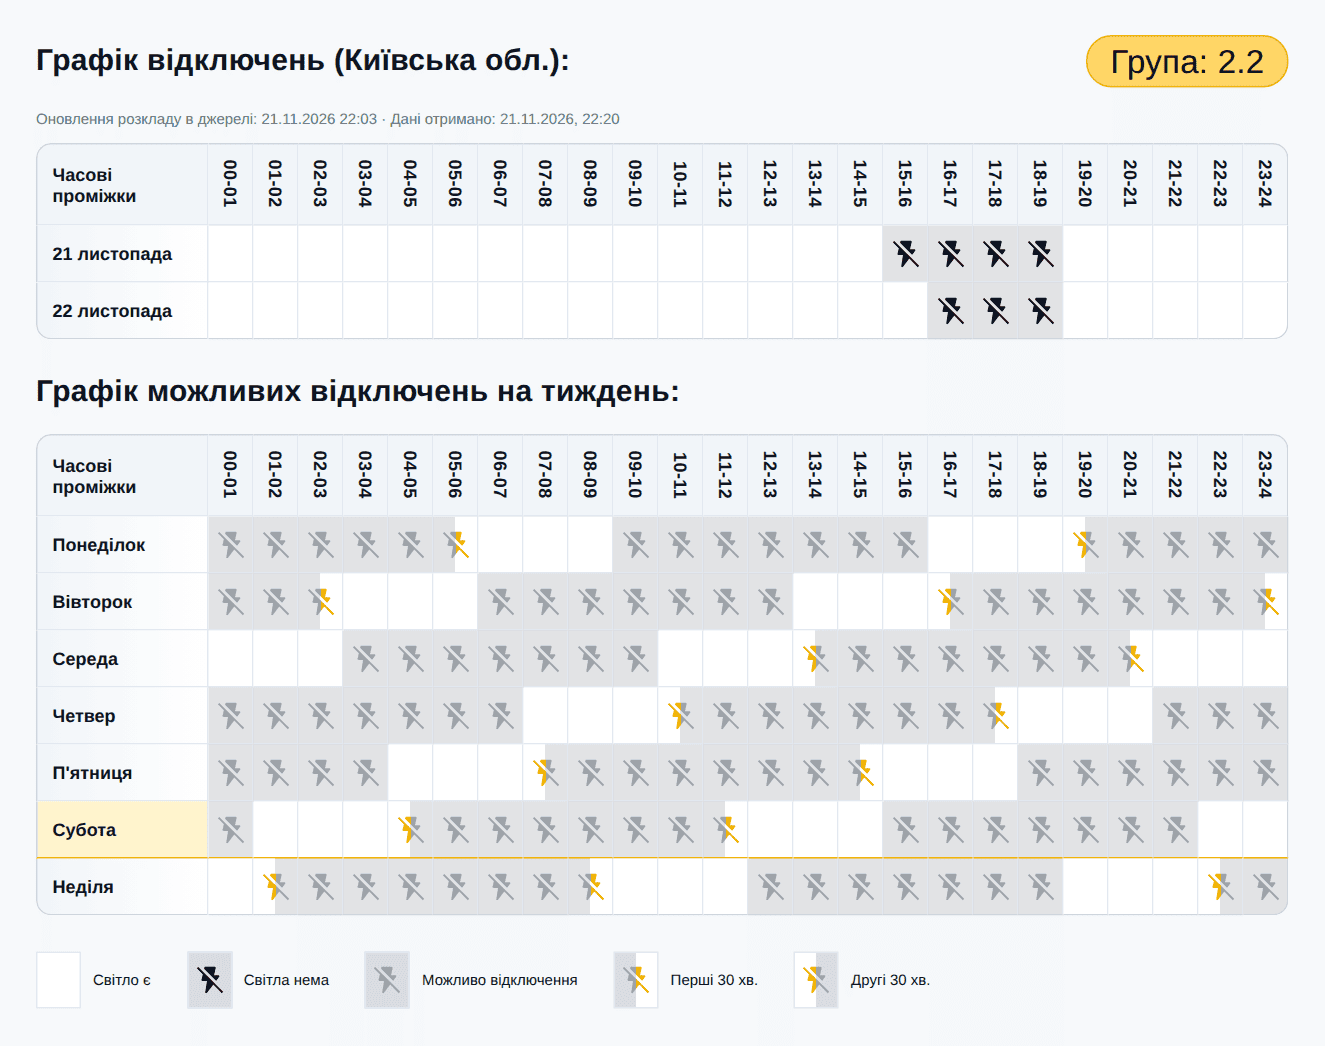 Графік відключень (Київська обл.):
Група: 2.2
Оновлення розкладу в джерелі: 21.11.2026 22:03 · Дані отримано: 21.11.2026, 22:20
Часові
проміжки
00-01 01-02 02-03 03-04 04-05 05-06 06-07 07-08 08-09 09-10 10-11 11-12 12-13 13-14 14-15 15-16 16-17 17-18 18-19 19-20 20-21 21-22 22-23 23-24
21 листопада
22 листопада
Графік можливих відключень на тиждень:
Часові
проміжки
00-01 01-02 02-03 03-04 04-05 05-06 06-07 07-08 08-09 09-10 10-11 11-12 12-13 13-14 14-15 15-16 16-17 17-18 18-19 19-20 20-21 21-22 22-23 23-24
Понеділок
Вівторок
Середа
Четвер
П'ятниця
Субота
Неділя
Світло є
Світла нема
Можливо відключення
Перші 30 хв.
Другі 30 хв.